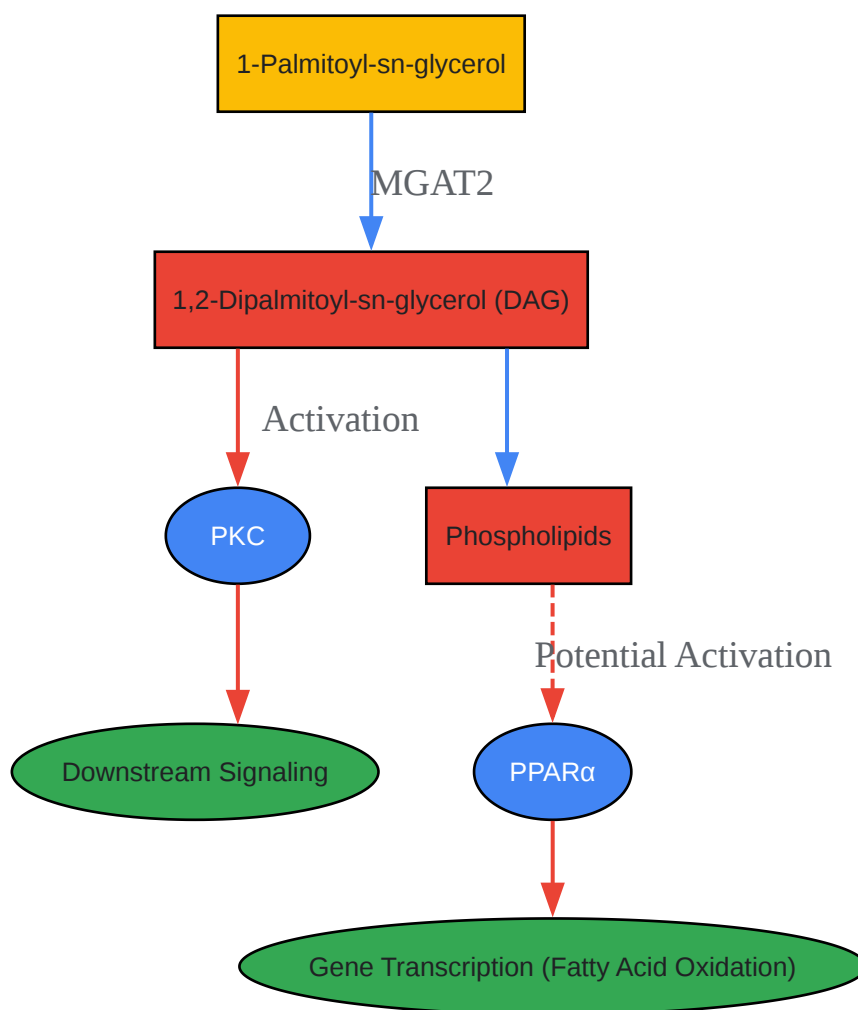 1-Palmitoyl-sn-glycerol
MGAT2
1,2-Dipalmitoyl-sn-glycerol (DAG)
Activation
PKC
Phospholipids
Potential Activation
Downstream Signaling
PPARα
Gene Transcription (Fatty Acid Oxidation)